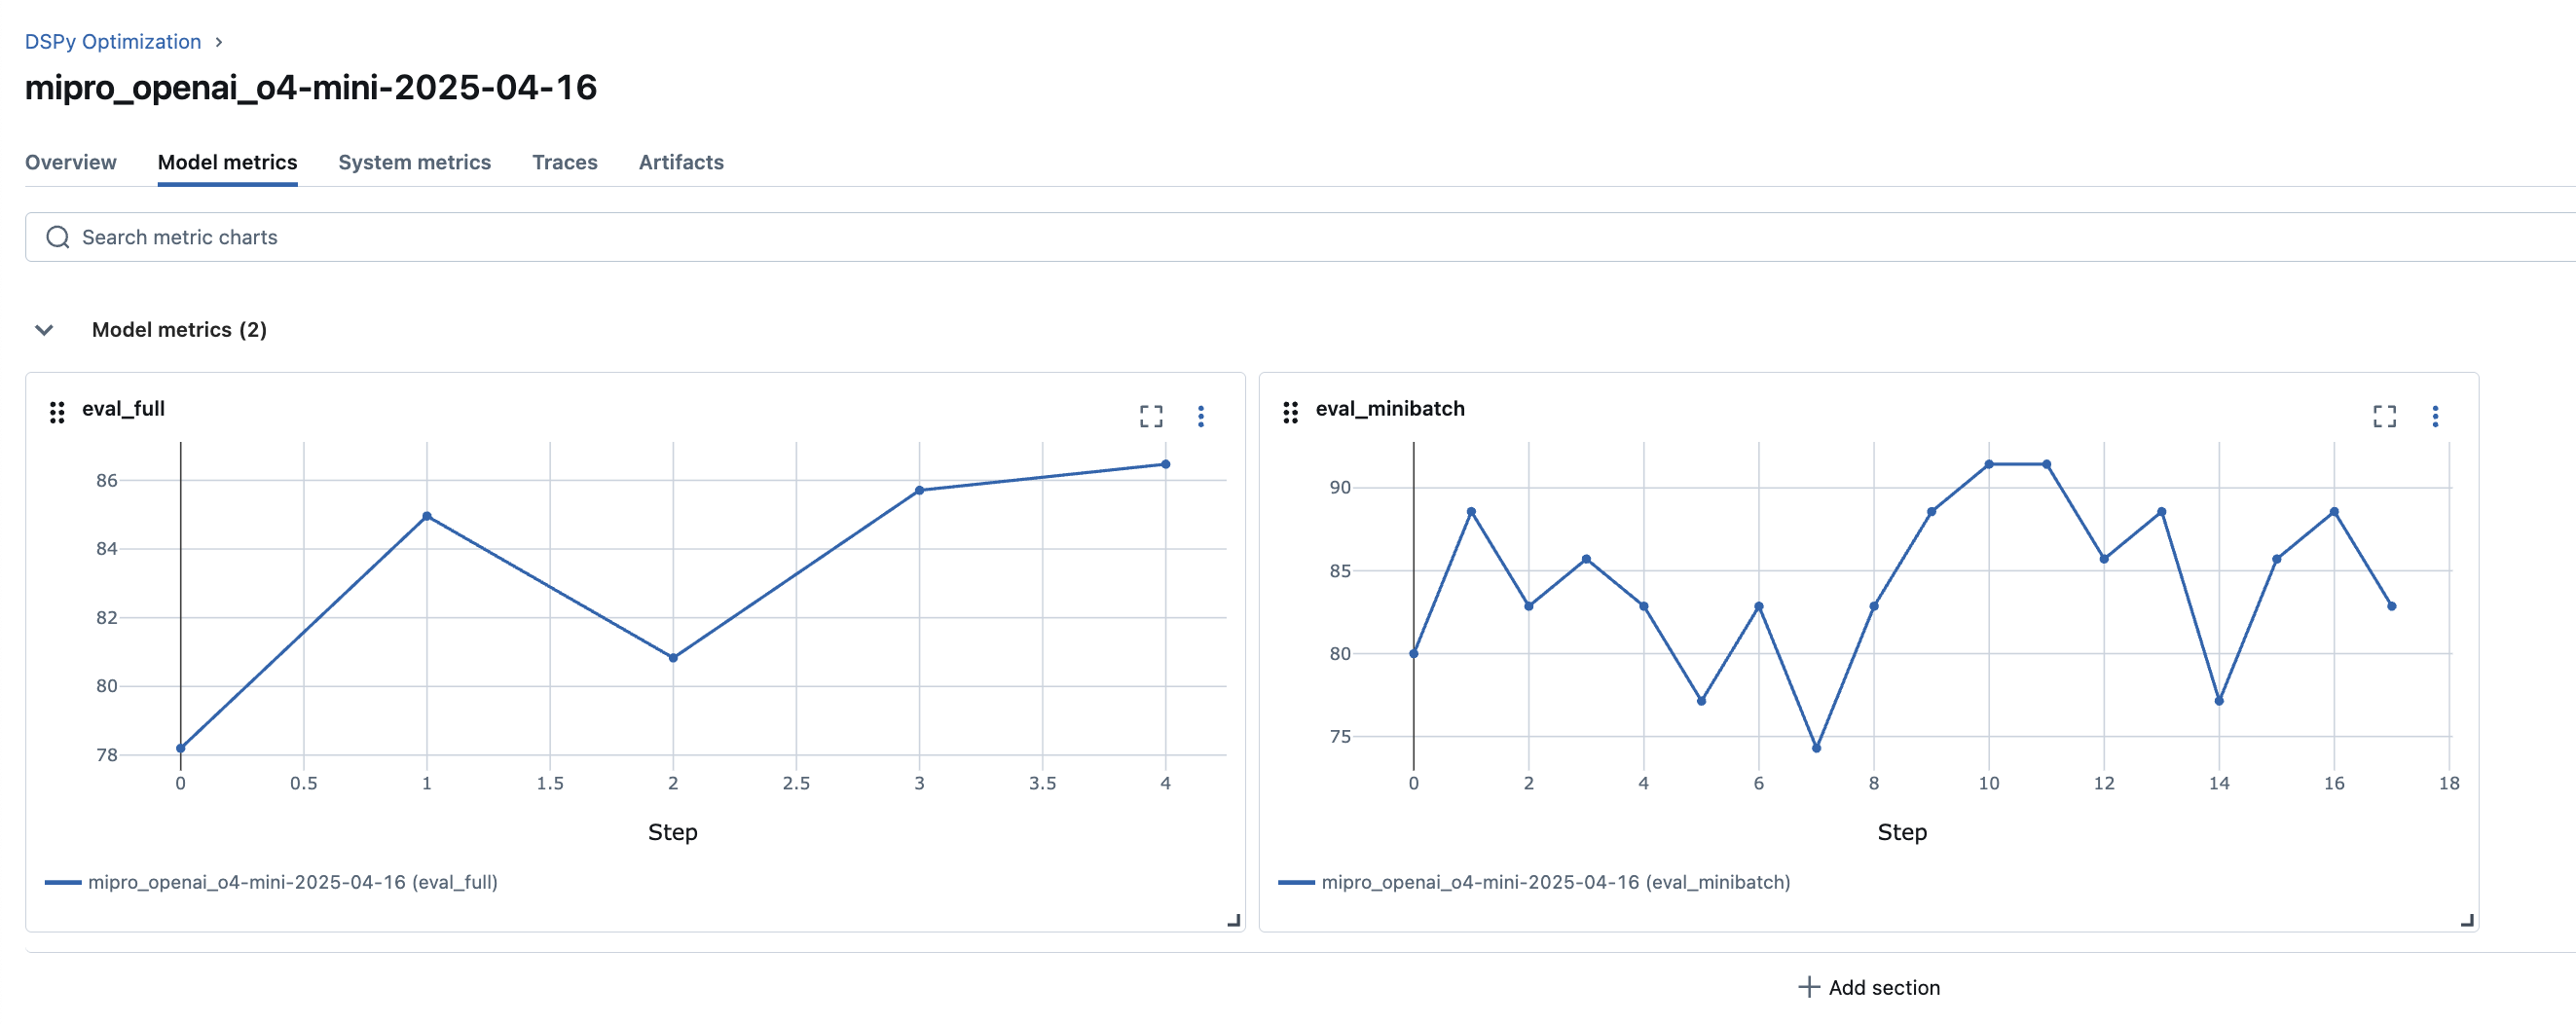 DSPy Optimization
mipro_openai_o4-mini-2025-04-16
Overview Model metrics System metrics Traces Artifacts
Search metric charts
Model metrics (2)
eval_full
86
84
82
80
78
0 0.5 1 1.5 2 2.5 3 3.5 4
Step
mipro_openai_o4-mini-2025-04-16 (eval_full)
eval_minibatch
90
85
80
75
0 2 4 6 8 10 12 14 16 18
Step
mipro_openai_o4-mini-2025-04-16 (eval_minibatch)
Add section